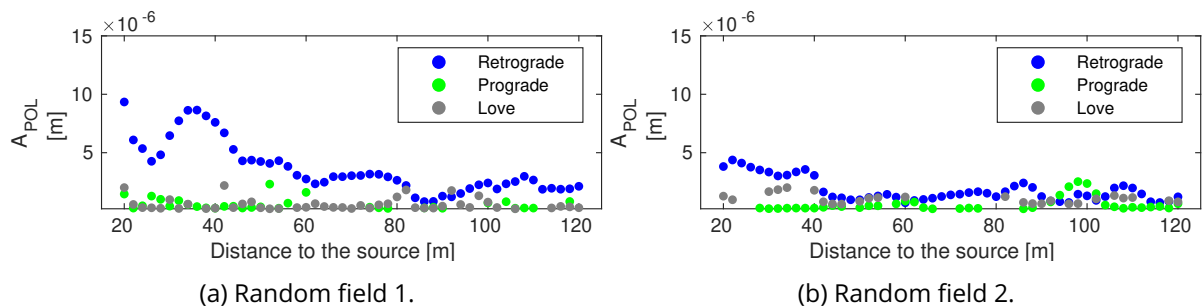 × 10⁻⁶
15
10
5
A_POL
[m]
Retrograde
Prograde
Love
20 40 60 80 100 120
Distance to the source [m]
(a) Random field 1.
× 10⁻⁶
15
10
5
A_POL
[m]
Retrograde
Prograde
Love
20 40 60 80 100 120
Distance to the source [m]
(b) Random field 2.